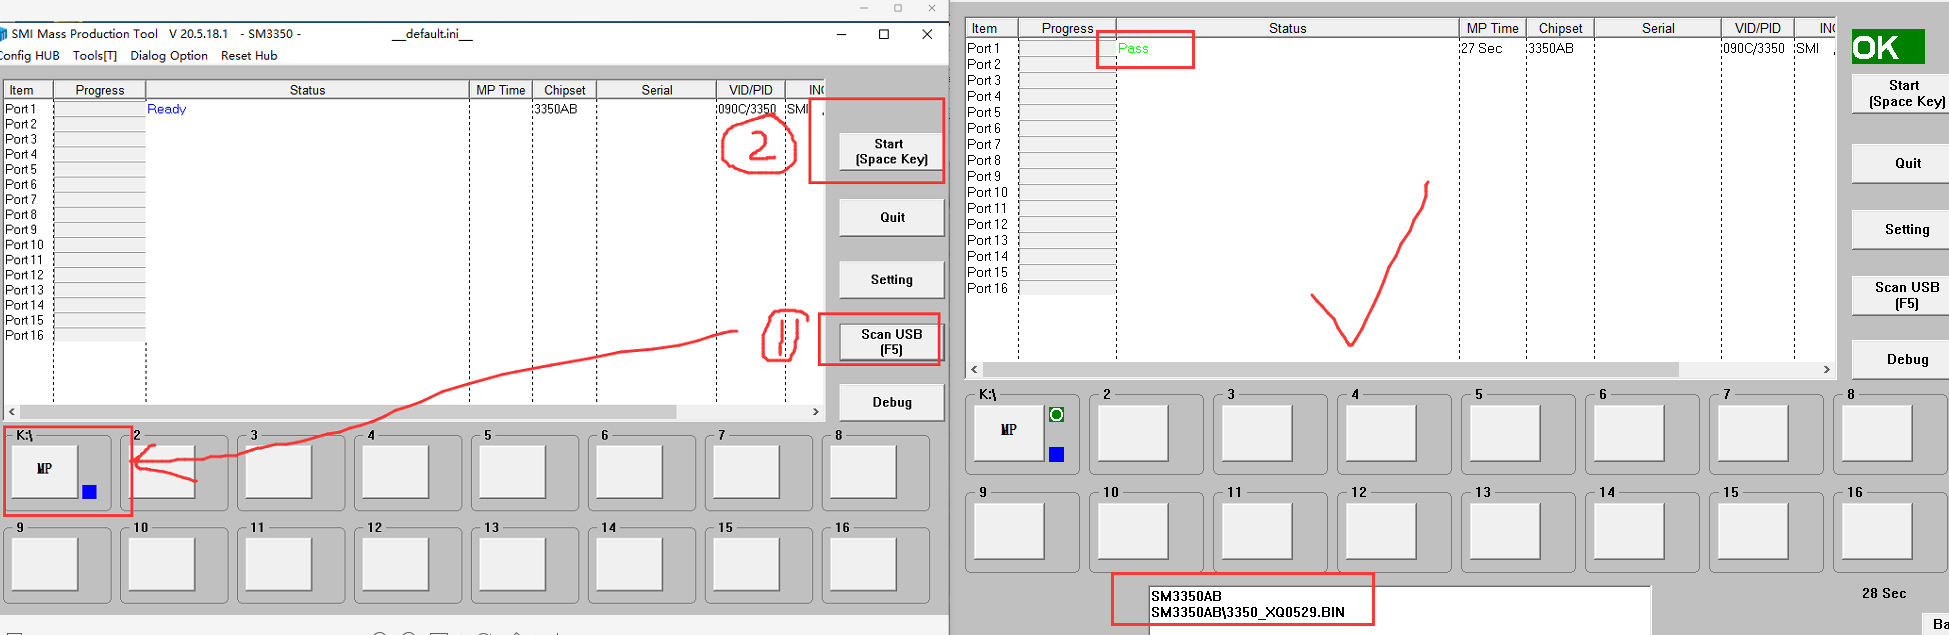 SMI Mass Production Tool V 20.5.18.1 - SM3350 - __default.ini__
Config HUB Tools[T] Dialog Option Reset Hub
Item Progress Status MP Time Chipset Serial VID/PID
Port 1 Ready 3350AB 090C/3350 SMI
Port 2
Port 3
Port 4
Port 5
Port 6
Port 7
Port 8
Port 9
Port 10
Port 11
Port 12
Port 13
Port 14
Port 15
Port 16
2
Start
(Space Key)
Quit
Setting
1
Scan USB
(F5)
Debug
K:\ 2 3 4 5 6 7 8
MP
9 10 11 12 13 14 15 16
Item Progress Status MP Time Chipset Serial VID/PID
Port 1 Pass 27 Sec 3350AB 090C/3350 SMI
Port 2
Port 3
Port 4
Port 5
Port 6
Port 7
Port 8
Port 9
Port 10
Port 11
Port 12
Port 13
Port 14
Port 15
Port 16
OK
Start
(Space Key)
Quit
Setting
Scan USB
(F5)
Debug
K:\ 2 3 4 5 6 7 8
MP
9 10 11 12 13 14 15 16
SM3350AB
SM3350AB\3350_XQ0529.BIN
28 Sec